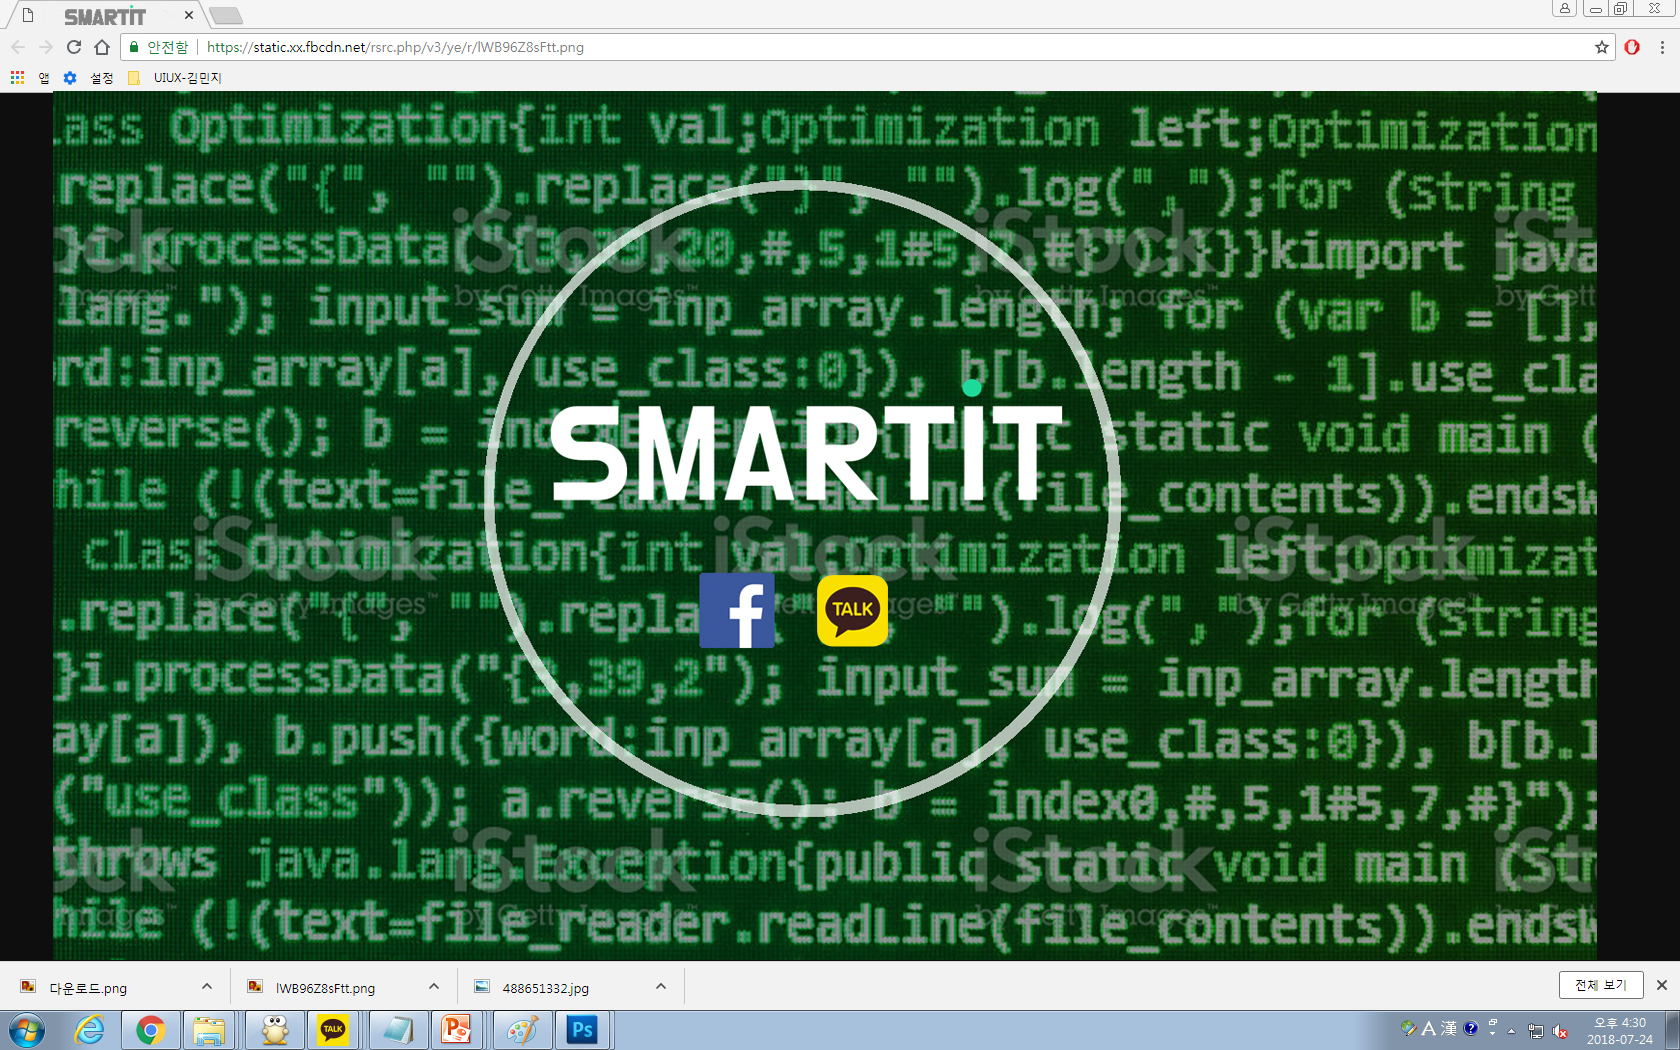 SMARTIT
안전함 https://static.xx.fbcdn.net/rsrc.php/v3/ye/r/lWB96Z8sFtt.png
앱 설정 UIUX-김민지
lass Optimization{int val;Optimization left;Optimization
.replace("{", "").replace("}", "").log(" , ");for (String
}i.processData("{3,39,20,#,5,1#5,7,#}");}}}kimport java
lang."); input_sum = inp_array.length; for (var b = [],
rd:inp_array[a], use_class:0}), b[b.length - 1].use_cla
reverse(); b = static void main (
SMARTIT
hile (!(text=file_reader.readLine(file_contents)).endsw
class Optimization{int val;Optimization left;Optimizat
TALK
.replace("{", "").replace("", "").log(" , ");for (String
}i.processData("{3,39,2"); input_sum = inp_array.length
ay[a]), b.push({word:inp_array[a], use_class:0}), b[b.l
("use_class")); a.reverse(); b = index0,#,5,1#5,7,#}");
throws java.lang.Exception{public static void main (Str
hile (!(text=file_reader.readLine(file_contents)).endsw
iStock
by Getty Images™
다운로드.png lWB96Z8sFtt.png 488651332.jpg 전체 보기
TALK Ps A 漢 오후 4:30
2018-07-24